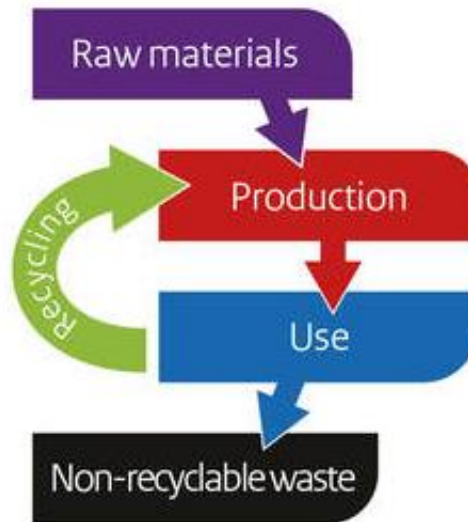 Raw materials
Production
Recycling
Use
Non-recyclable waste